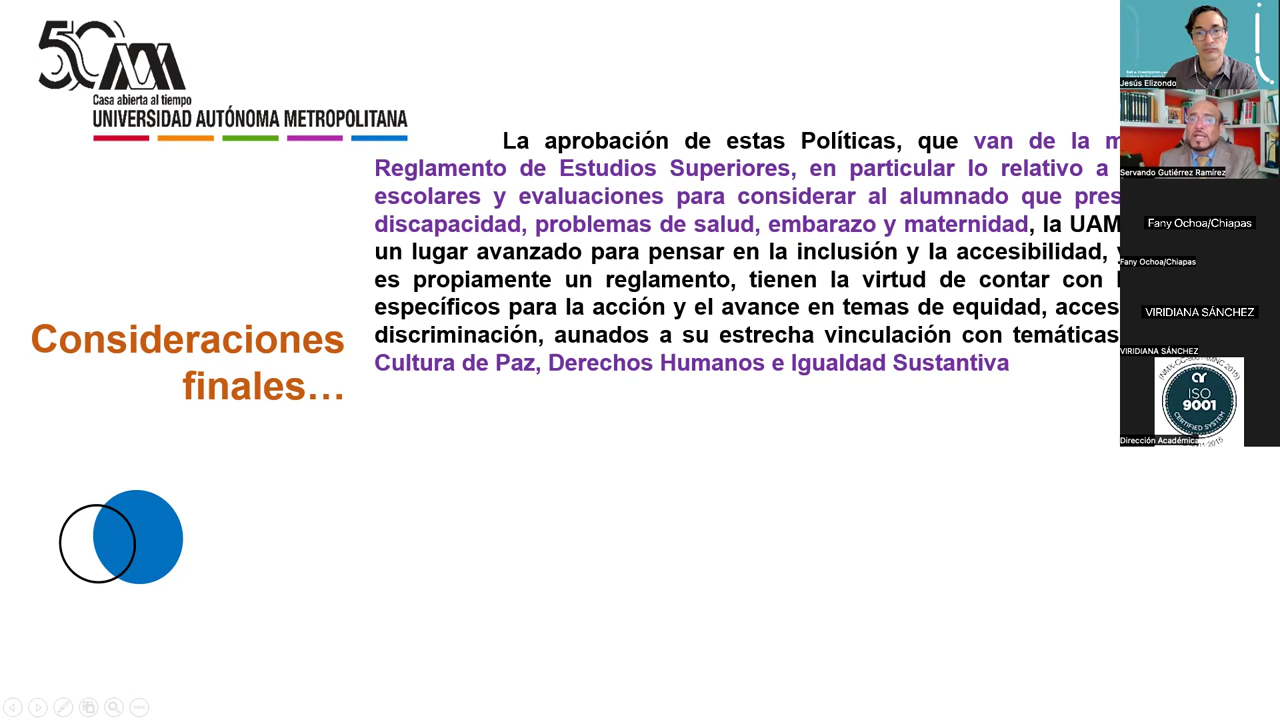 50
Casa abierta al tiempo
UNIVERSIDAD AUTÓNOMA METROPOLITANA
La aprobación de estas Políticas, que van de la
Reglamento de Estudios Superiores, en particular lo relativo a
escolares y evaluaciones para considerar al alumnado que
discapacidad, problemas de salud, embarazo y maternidad, la UAM
un lugar avanzado para pensar en la inclusión y la accesibilidad,
es propiamente un reglamento, tienen la virtud de contar con
específicos para la acción y el avance en temas de equidad,
discriminación, aunados a su estrecha vinculación con temáticas
Cultura de Paz, Derechos Humanos e Igualdad Sustantiva
Consideraciones
finales…
Jesús Elizondo
Servando Gutiérrez Ramírez
Fany Ochoa/Chiapas
Fany Ochoa/Chiapas
VIRIDIANA SÁNCHEZ
VIRIDIANA SÁNCHEZ
ISO
9001
CERTIFIED SYSTEM
Dirección Académica